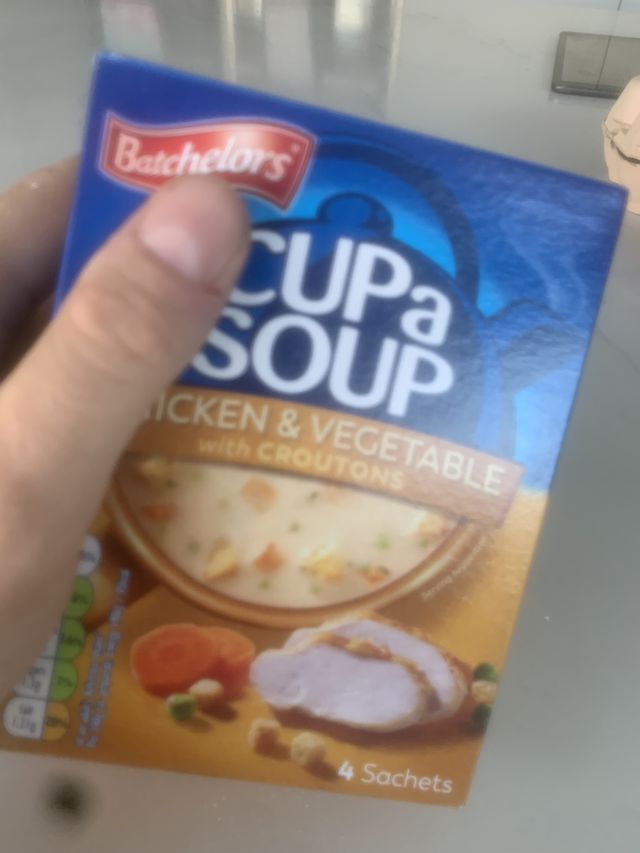 Batchelors
CUPa
SOUP
ICKEN & VEGETABLE
with CROUTONS
4 Sachets